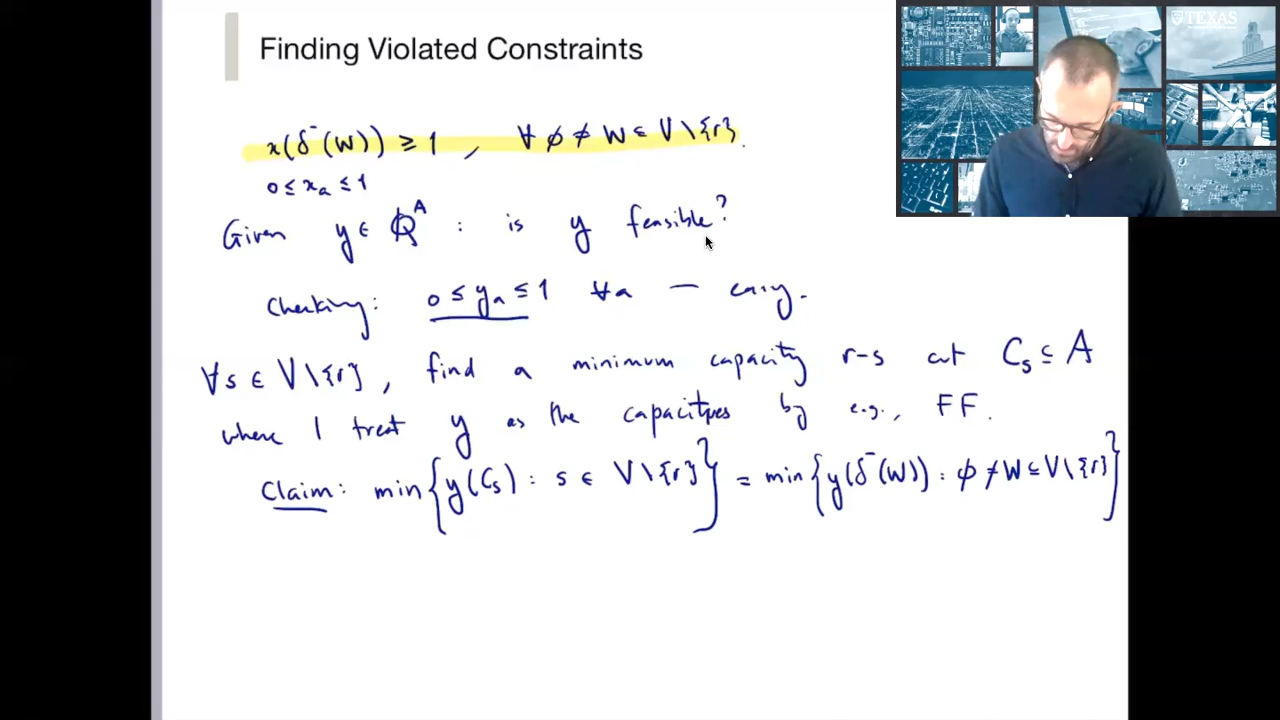 Finding Violated Constraints
TEXAS
x(δ⁻(W)) ≥ 1 , ∀ ∅ ≠ W ⊆ V \ {r}.
0 ≤ xₐ ≤ 1
Given y ∈ ℚᴬ : is y feasible?
Checking: 0 ≤ yₐ ≤ 1 ∀a — easy.
∀s ∈ V \ {r}, find a minimum capacity r-s cut Cₛ ⊆ A
where I treat y as the capacities by e.g., FF.
Claim: min{y(Cₛ) : s ∈ V \ {r}} = min{y(δ⁻(W)) : ∅ ≠ W ⊆ V \ {r}}